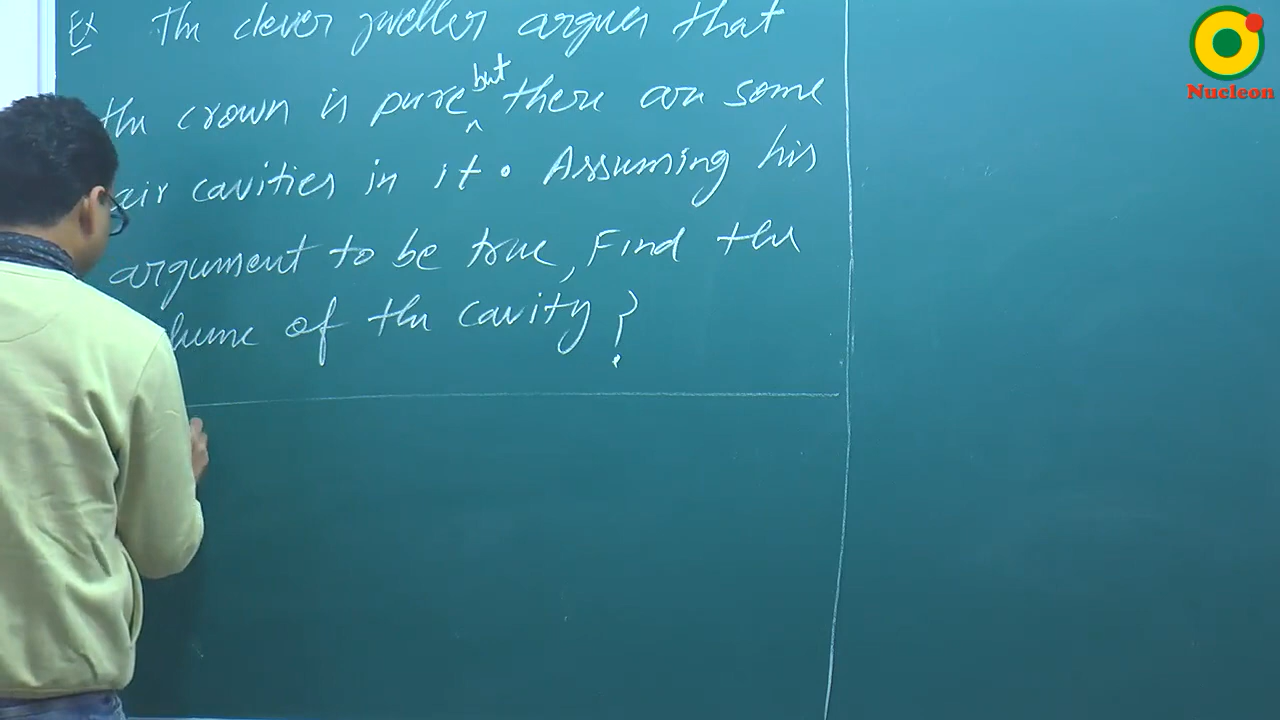 Ex The clever jweller argues that
the crown is pure but there are some
air cavities in it. Assuming his
argument to be true, Find the
lume of the cavity?
Nucleon